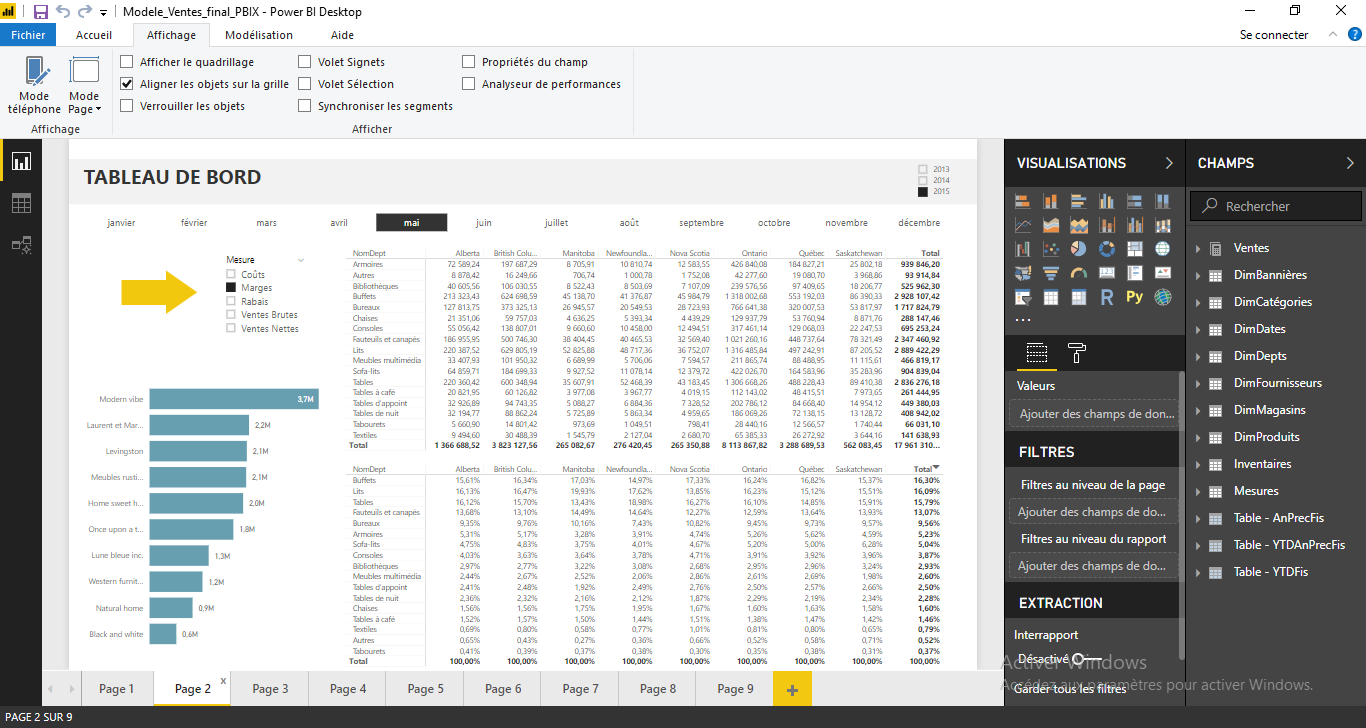 Modele_Ventes_final_PBIX - Power BI Desktop
Fichier Accueil Affichage Modélisation Aide Se connecter
Afficher le quadrillage Volet Signets Propriétés du champ
Aligner les objets sur la grille Volet Sélection Analyseur de performances
Verrouiller les objets Synchroniser les segments
Mode téléphone Mode Page
Affichage Afficher
TABLEAU DE BORD
2013
2014
2015
janvier février mars avril mai juin juillet août septembre octobre novembre décembre
Mesure
Coûts
Marges
Rabais
Ventes Brutes
Ventes Nettes
Modern vibe 3,7M
Laurent et Mar... 2,2M
Levingston 2,1M
Meubles rusti... 2,1M
Home sweet h... 2,0M
Once upon a t... 1,8M
Lune bleue inc. 1,3M
Western furnit... 1,2M
Natural home 0,9M
Black and white 0,6M
NomDept Alberta British Colu... Manitoba Newfoundla... Nova Scotia Ontario Québec Saskatchewan Total
Armoires 72 589,24 197 687,29 8 705,91 10 810,74 12 583,55 426 840,08 184 827,21 25 802,18 939 846,20
Autres 8 878,42 16 249,66 706,74 1 000,78 1 752,08 42 277,60 19 080,70 3 968,86 93 914,84
Bibliothèques 40 605,56 106 030,55 8 522,43 8 503,69 7 107,09 239 576,56 97 409,65 18 206,77 525 962,30
Buffets 213 323,43 624 698,59 45 138,70 41 376,87 45 984,79 1 318 002,68 553 192,03 86 390,33 2 928 107,42
Bureaux 127 813,75 373 325,13 26 945,57 20 549,53 28 723,93 766 641,38 320 007,53 53 817,97 1 717 824,79
Chaises 21 351,06 59 757,03 4 636,25 5 393,34 4 439,29 129 937,79 53 760,94 8 871,76 288 147,46
Consoles 55 056,42 138 807,01 9 660,60 10 458,00 12 494,51 317 461,14 129 068,03 22 247,53 695 253,24
Fauteuils et canapés 186 955,95 500 746,30 38 404,45 40 465,53 32 569,40 1 021 260,16 448 737,64 78 321,49 2 347 460,92
Lits 220 387,52 629 805,19 52 825,88 48 717,36 36 752,07 1 316 485,84 497 242,91 87 205,52 2 889 422,29
Meubles multimédia 33 407,93 101 950,32 6 689,99 5 706,06 7 594,57 211 865,74 88 488,95 11 115,61 466 819,17
Sofa-lits 64 859,71 184 699,33 9 927,52 11 078,14 12 379,72 422 026,70 164 583,96 35 283,96 904 839,04
Tables 220 360,42 600 348,94 35 607,91 52 468,39 43 183,45 1 306 668,26 488 228,43 89 410,38 2 836 276,18
Tables à café 20 821,95 60 126,82 3 977,08 3 967,77 4 019,15 112 143,02 48 415,51 7 973,65 261 444,95
Tables d'appoint 32 926,89 94 743,35 5 088,27 6 884,36 7 328,52 202 786,12 84 668,40 14 954,12 449 380,03
Tables de nuit 32 194,77 88 862,24 5 725,89 5 863,34 4 959,65 186 069,26 72 138,15 13 128,72 408 942,02
Tabourets 5 660,90 14 801,42 973,69 1 049,51 798,41 28 440,16 12 566,57 1 740,44 66 031,10
Textiles 9 494,60 30 488,39 1 545,79 2 127,04 2 680,70 65 385,33 26 272,92 3 644,16 141 638,93
Total 1 366 688,52 3 823 127,56 265 082,67 276 420,45 265 350,88 8 113 867,82 3 288 689,53 562 083,45 17 961 310...
NomDept Alberta British Colu... Manitoba Newfoundla... Nova Scotia Ontario Québec Saskatchewan Total
Buffets 15,61% 16,34% 17,03% 14,97% 17,33% 16,24% 16,82% 15,37% 16,30%
Lits 16,13% 16,47% 19,93% 17,62% 13,85% 16,23% 15,12% 15,51% 16,09%
Tables 16,12% 15,70% 13,43% 18,98% 16,27% 16,10% 14,85% 15,91% 15,79%
Fauteuils et canapés 13,68% 13,10% 14,49% 14,64% 12,27% 12,59% 13,64% 13,93% 13,07%
Bureaux 9,35% 9,76% 10,16% 7,43% 10,82% 9,45% 9,73% 9,57% 9,56%
Armoires 5,31% 5,17% 3,28% 3,91% 4,74% 5,26% 5,62% 4,59% 5,23%
Sofa-lits 4,75% 4,83% 3,75% 4,01% 4,67% 5,20% 5,00% 6,28% 5,04%
Consoles 4,03% 3,63% 3,64% 3,78% 4,71% 3,91% 3,92% 3,96% 3,87%
Bibliothèques 2,97% 2,77% 3,22% 3,08% 2,68% 2,95% 2,96% 3,24% 2,93%
Meubles multimédia 2,44% 2,67% 2,52% 2,06% 2,86% 2,61% 2,69% 1,98% 2,60%
Tables d'appoint 2,41% 2,48% 1,92% 2,49% 2,76% 2,50% 2,57% 2,66% 2,50%
Tables de nuit 2,36% 2,32% 2,16% 2,12% 1,87% 2,29% 2,19% 2,34% 2,28%
Chaises 1,56% 1,56% 1,75% 1,95% 1,67% 1,60% 1,63% 1,58% 1,60%
Tables à café 1,52% 1,57% 1,50% 1,44% 1,51% 1,38% 1,47% 1,42% 1,46%
Textiles 0,69% 0,80% 0,58% 0,77% 1,01% 0,81% 0,80% 0,65% 0,79%
Autres 0,65% 0,43% 0,27% 0,36% 0,66% 0,52% 0,58% 0,71% 0,52%
Tabourets 0,41% 0,39% 0,37% 0,38% 0,30% 0,35% 0,38% 0,31% 0,37%
Total 100,00% 100,00% 100,00% 100,00% 100,00% 100,00% 100,00% 100,00% 100,00%
VISUALISATIONS
R Py
Valeurs
Ajouter des champs de don...
FILTRES
Filtres au niveau de la page
Ajouter des champs de do...
Filtres au niveau du rapport
Ajouter des champs de do...
EXTRACTION
Interrapport
Désactivé
Garder tous les filtres
CHAMPS
Rechercher
Ventes
DimBannières
DimCatégories
DimDates
DimDepts
DimFournisseurs
DimMagasins
DimProduits
Inventaires
Mesures
Table - AnPrecFis
Table - YTDAnPrecFis
Table - YTDFis
Activer Windows
Accédez aux paramètres pour activer Windows.
Page 1 Page 2 x Page 3 Page 4 Page 5 Page 6 Page 7 Page 8 Page 9 +
PAGE 2 SUR 9